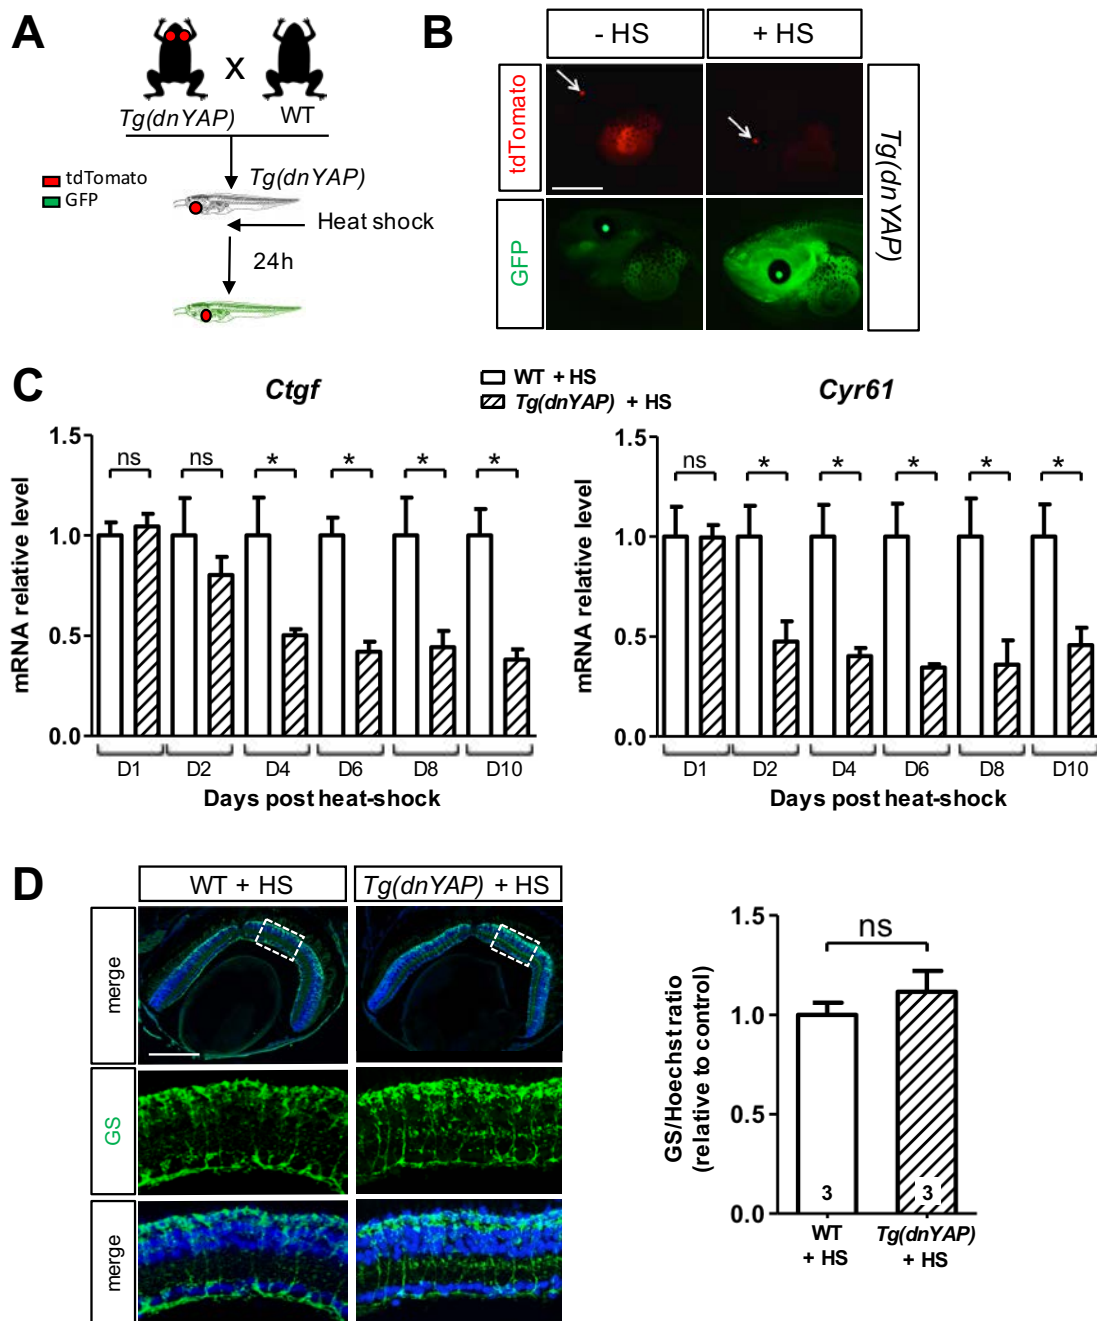 A
X
Tg(dnYAP)
WT
tdTomato
GFP
Tg(dnYAP)
Heat shock
24h
B
- HS
+ HS
tdTomato
GFP
Tg(dnYAP)
C
Ctgf
WT + HS
Tg(dnYAP) + HS
Cyr61
mRNA relative level
1.5
1.0
0.5
0.0
ns
ns
*
*
*
*
D1
D2
D4
D6
D8
D10
Days post heat-shock
mRNA relative level
1.5
1.0
0.5
0.0
ns
*
*
*
*
*
D1
D2
D4
D6
D8
D10
Days post heat-shock
D
WT + HS
Tg(dnYAP) + HS
merge
GS
merge
GS/Hoechst ratio
(relative to control)
1.5
1.0
0.5
0.0
ns
3
3
WT
+ HS
Tg(dnYAP)
+ HS